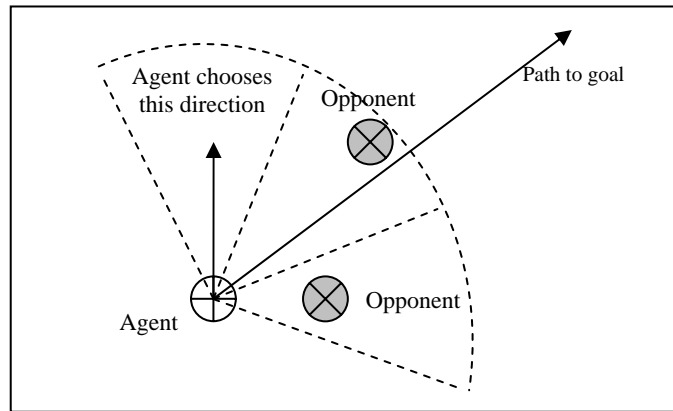 Agent chooses
this direction
Path to goal
Opponent
Opponent
Agent